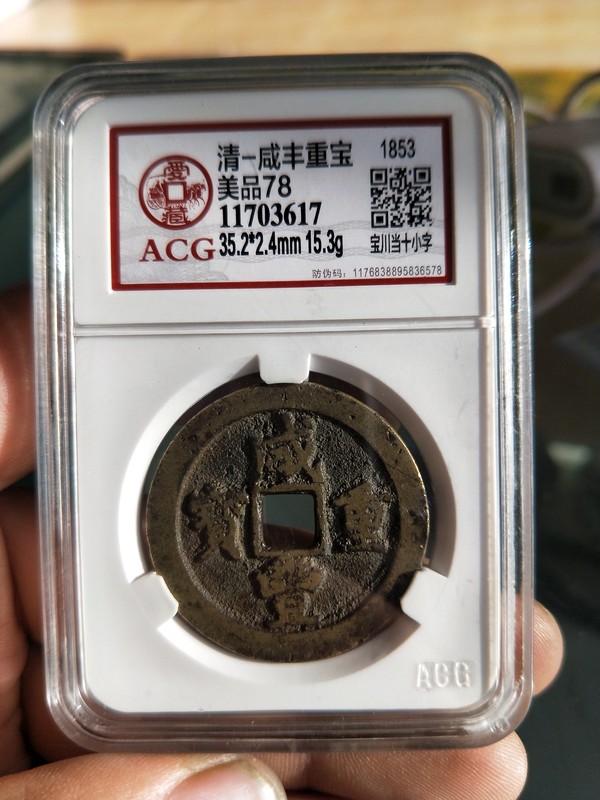 清-咸丰重宝 1853
美品78
11703617
ACG 35.2*2.4mm 15.3g 宝川当十小字
防伪码：1176838895836578
愛藏
咸豐重寶
ACG